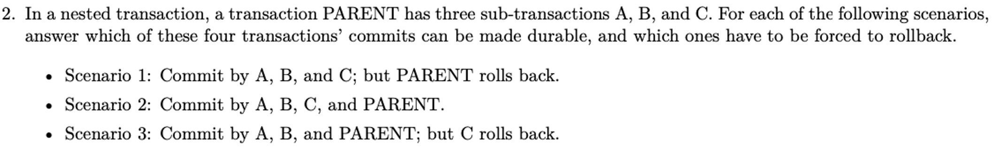 2. In a nested transaction, a transaction PARENT has three sub-transactions A, B, and C. For each of the following scenarios,
answer which of these four transactions’ commits can be made durable, and which ones have to be forced to rollback.
• Scenario 1: Commit by A, B, and C; but PARENT rolls back.
• Scenario 2: Commit by A, B, C, and PARENT.
• Scenario 3: Commit by A, B, and PARENT; but C rolls back.